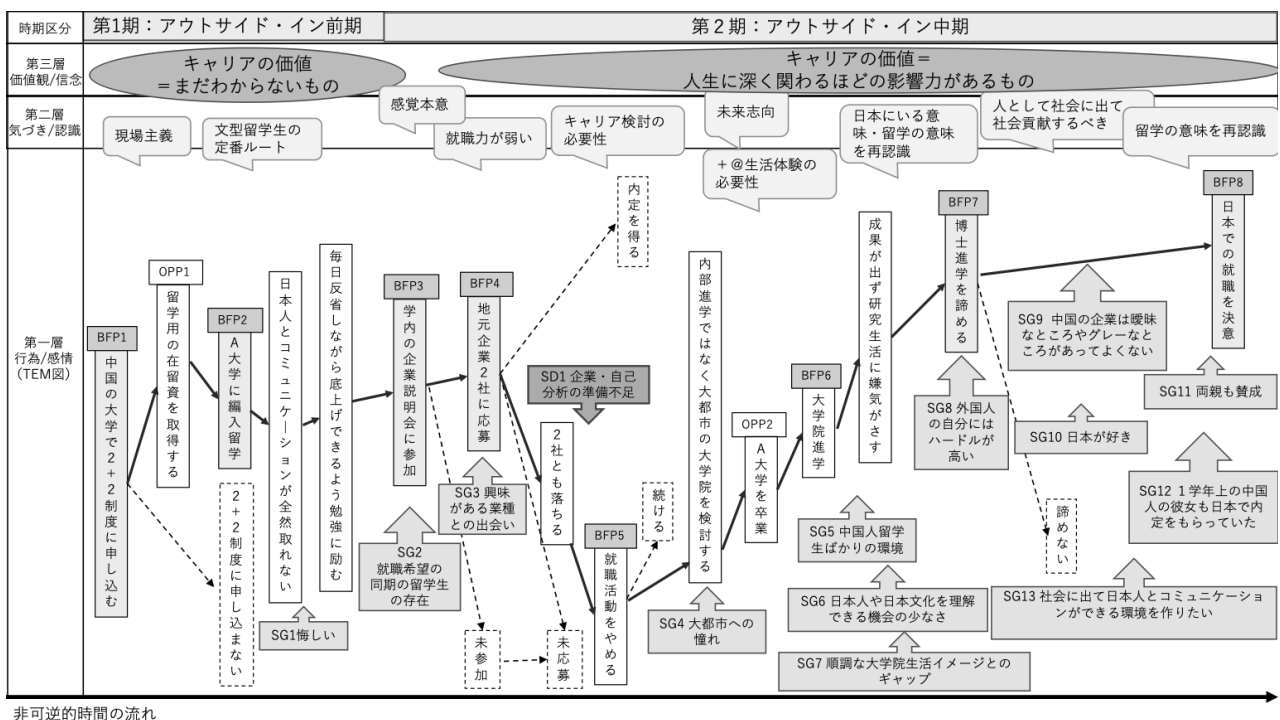 時期区分
第1期：アウトサイド・イン前期
第２期：アウトサイド・イン中期
第三層
価値観/信念
キャリアの価値
＝まだわからないもの
キャリアの価値＝
人生に深く関わるほどの影響力があるもの
第二層
気づき/認識
現場主義
文型留学生の
定番ルート
感覚本意
就職力が弱い
キャリア検討の
必要性
未来志向
＋＠生活体験の
必要性
日本にいる意
味・留学の意味
を再認識
人として社会に出て
社会貢献するべき
留学の意味を再認識
第一層
行為/感情
（TEM図）
BFP1
中国の大学で２＋２制度に申し込む
OPP1
留学用の在留資を取得する
BFP2
A大学に編入留学
２＋２制度に申し込まない
日本人とコミュニケーションが全然取れない
SG1悔しい
毎日反省しながら底上げできるよう勉強に励む
BFP3
学内の企業説明会に参加
SG2
就職希望の
同期の留学生
の存在
BFP4
地元企業２社に応募
SG3 興味
がある業種
との出会い
未参加
未応募
内定を得る
SD1 企業・自己
分析の準備不足
２社とも落ちる
BFP5
就職活動をやめる
続ける
内部進学ではなく大都市の大学院を検討する
SG4 大都市への
憧れ
OPP2
A大学を卒業
BFP6
大学院進学
SG5 中国人留学
生ばかりの環境
SG6 日本人や日本文化を理解
できる機会の少なさ
SG7 順調な大学院生活イメージとの
ギャップ
成果が出ず研究生活に嫌気がさす
BFP7
博士進学を諦める
SG8 外国人
の自分には
ハードルが
高い
諦めない
SG9 中国の企業は曖昧
なところやグレーなと
ころがあってよくない
SG10 日本が好き
BFP8
日本での就職を決意
SG11 両親も賛成
SG12 １学年上の中国
人の彼女も日本で内
定をもらっていた
SG13 社会に出て日本人とコミュニケーショ
ンができる環境を作りたい
非可逆的時間の流れ